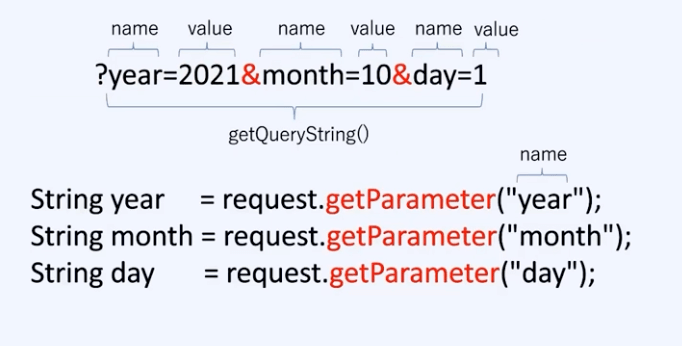 name value name value name value
?year=2021&month=10&day=1
getQueryString()
name
String year = request.getParameter("year");
String month = request.getParameter("month");
String day = request.getParameter("day");